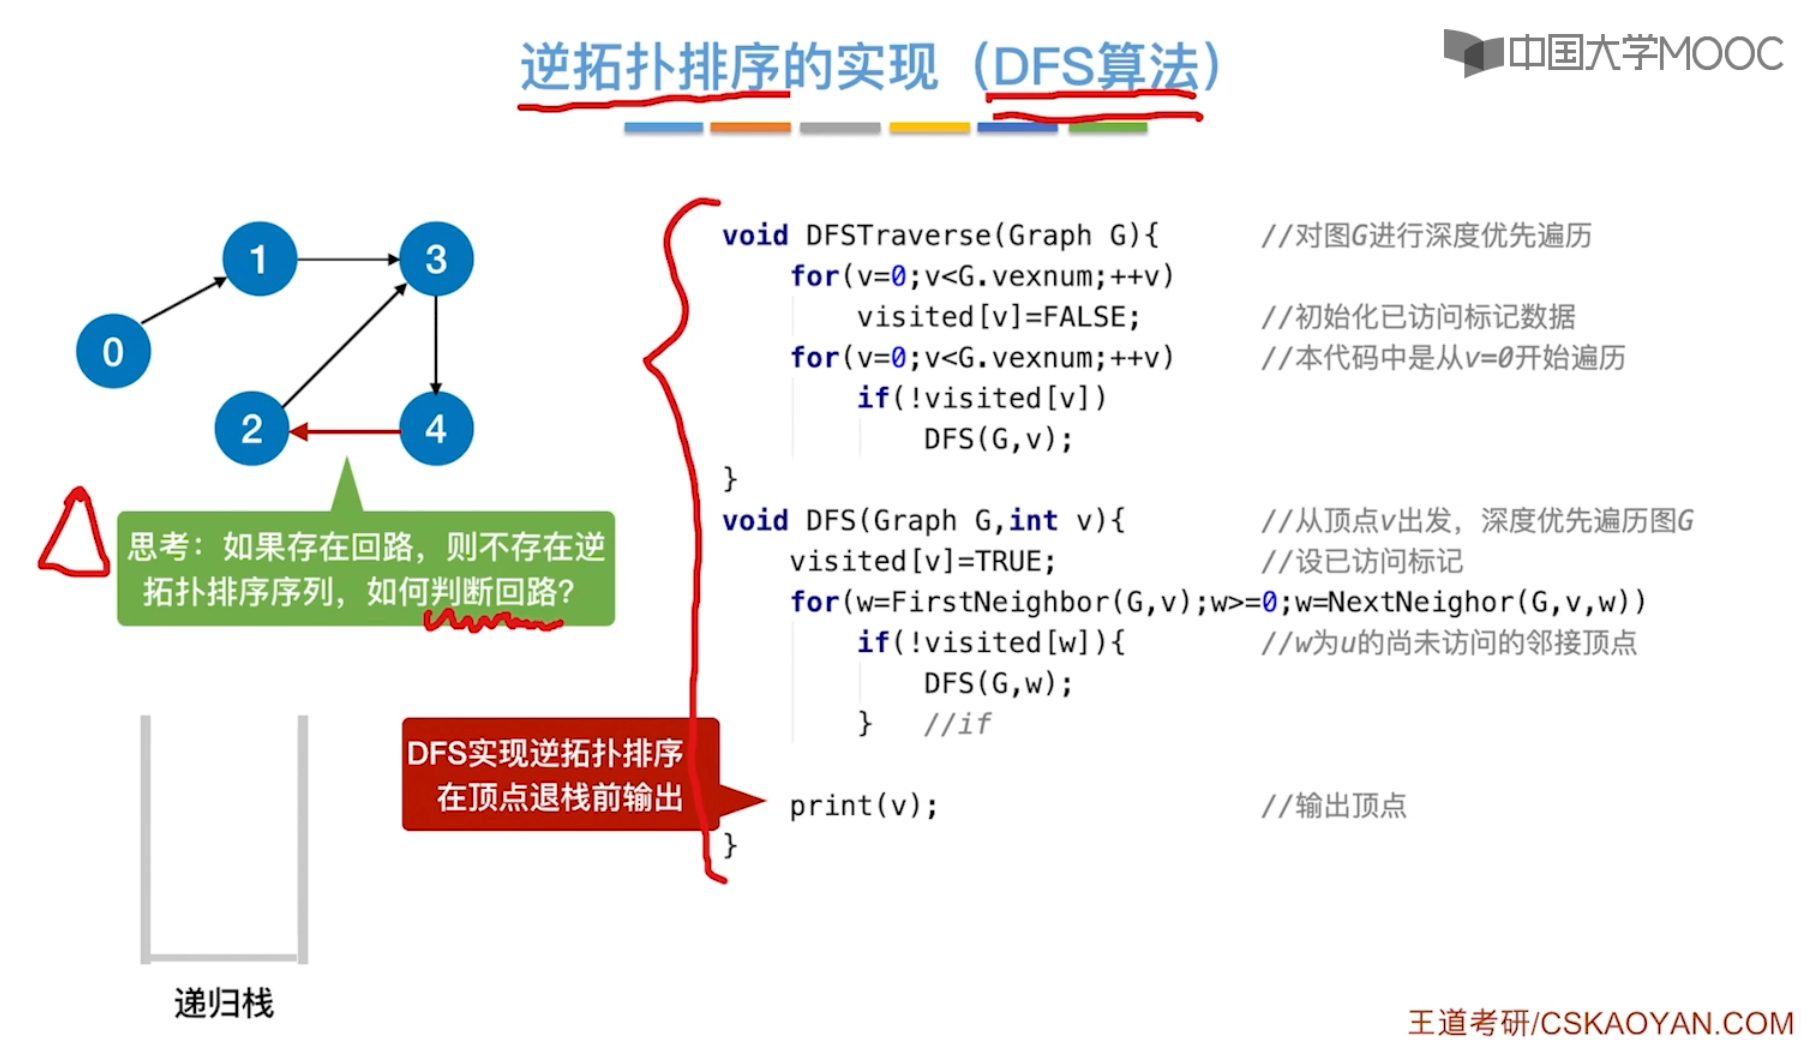 逆拓扑排序的实现（DFS算法）
中国大学MOOC
1
3
0
2
4
思考：如果存在回路，则不存在逆
拓扑排序序列，如何判断回路？
递归栈
DFS实现逆拓扑排序
在顶点退栈前输出
void DFSTraverse(Graph G){ //对图G进行深度优先遍历
for(v=0;v<G.vexnum;++v)
visited[v]=FALSE; //初始化已访问标记数据
for(v=0;v<G.vexnum;++v) //本代码中是从v=0开始遍历
if(!visited[v])
DFS(G,v);
}
void DFS(Graph G,int v){ //从顶点v出发，深度优先遍历图G
visited[v]=TRUE; //设已访问标记
for(w=FirstNeighbor(G,v);w>=0;w=NextNeighor(G,v,w))
if(!visited[w]){ //w为u的尚未访问的邻接顶点
DFS(G,w);
} //if
print(v); //输出顶点
}
王道考研/CSKAOYAN.COM